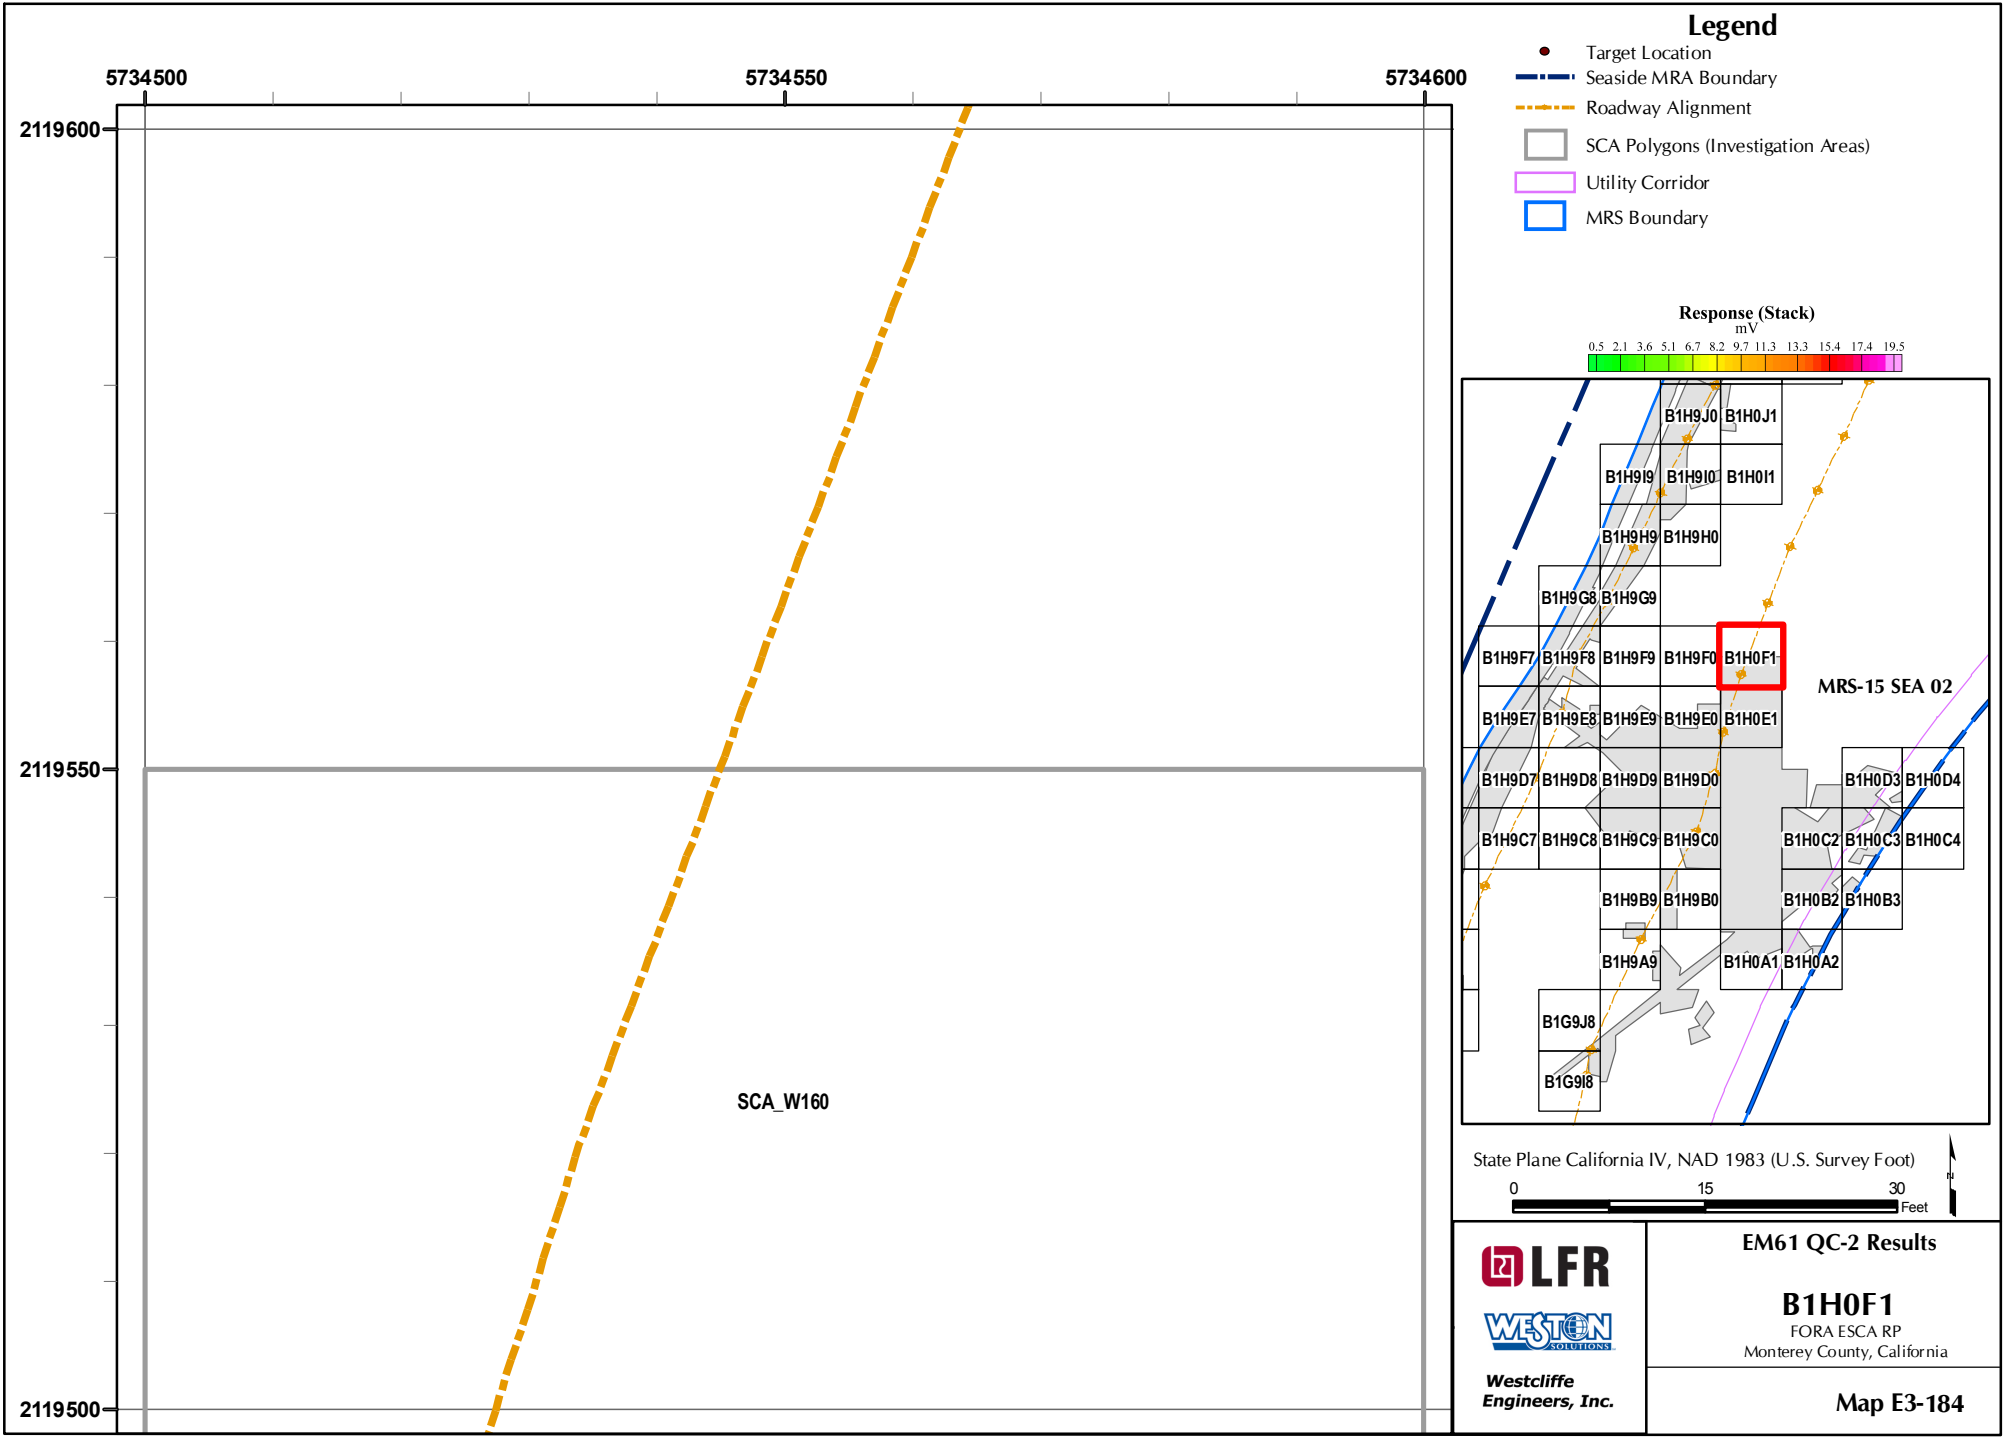 5734500
5734550
5734600
2119600
2119550
2119500
SCA_W160
Legend
Target Location
Seaside MRA Boundary
Roadway Alignment
SCA Polygons (Investigation Areas)
Utility Corridor
MRS Boundary
Response (Stack)
mV
0.5 2.1 3.6 5.1 6.7 8.2 9.7 11.3 13.3 15.4 17.4 19.5
B1H9J0 B1H0J1
B1H9I9 B1H9I0 B1H0I1
B1H9H9 B1H9H0
B1H9G8 B1H9G9
B1H9F7 B1H9F8 B1H9F9 B1H9F0 B1H0F1
MRS-15 SEA 02
B1H9E7 B1H9E8 B1H9E9 B1H9E0 B1H0E1
B1H9D7 B1H9D8 B1H9D9 B1H9D0 B1H0D3 B1H0D4
B1H9C7 B1H9C8 B1H9C9 B1H9C0 B1H0C2 B1H0C3 B1H0C4
B1H9B9 B1H9B0 B1H0B2 B1H0B3
B1H9A9 B1H0A1 B1H0A2
B1G9J8
B1G9I8
State Plane California IV, NAD 1983 (U.S. Survey Foot)
0 15 30
Feet
N
LFR
WESTON
SOLUTIONS
Westcliffe
Engineers, Inc.
EM61 QC-2 Results
B1H0F1
FORA ESCA RP
Monterey County, California
Map E3-184